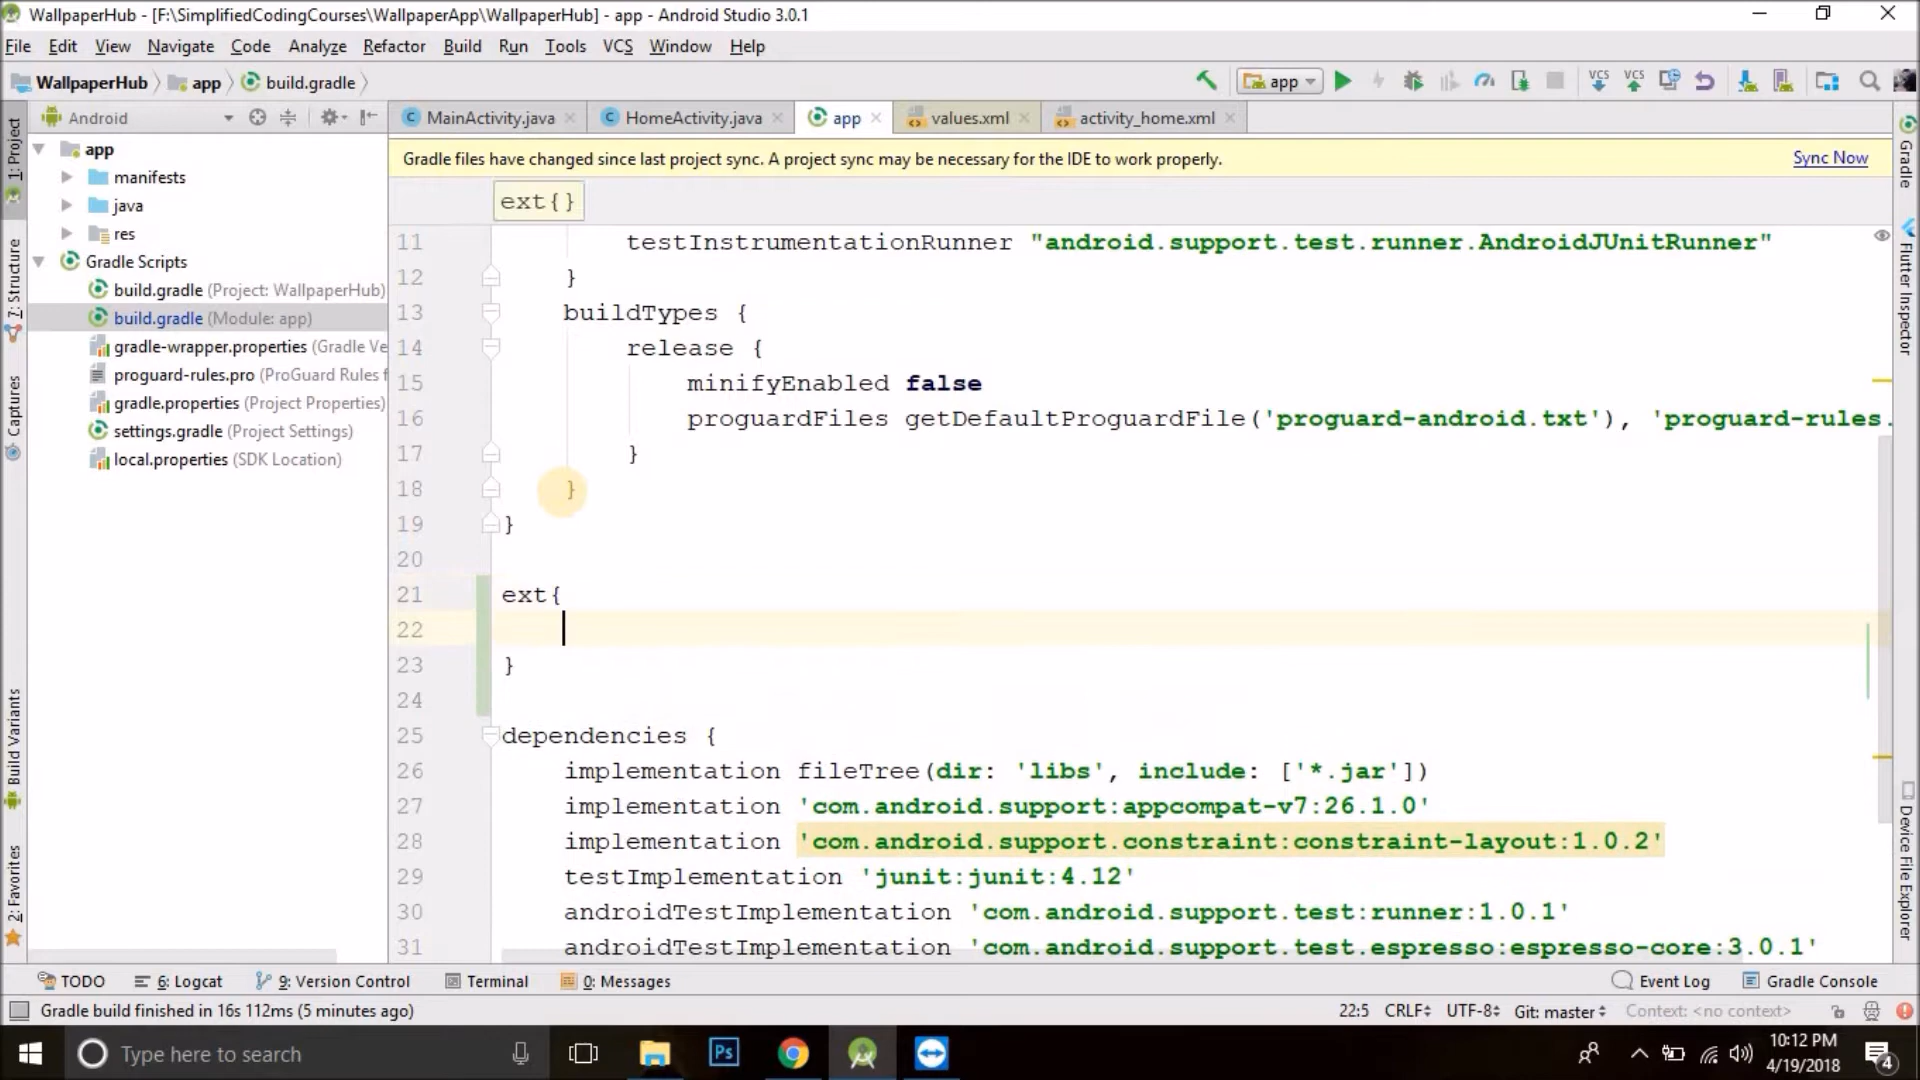 WallpaperHub - [F:\SimplifiedCodingCourses\WallpaperApp\WallpaperHub] - app - Android Studio 3.0.1
File Edit View Navigate Code Analyze Refactor Build Run Tools VCS Window Help
WallpaperHub app build.gradle
app
VCS VCS
Android
MainActivity.java HomeActivity.java app values.xml activity_home.xml
Gradle files have changed since last project sync. A project sync may be necessary for the IDE to work properly. Sync Now
ext{}
1: Project
7: Structure
Captures
Build Variants
2: Favorites
app
manifests
java
res
Gradle Scripts
build.gradle (Project: WallpaperHub)
build.gradle (Module: app)
gradle-wrapper.properties (Gradle Ve
proguard-rules.pro (ProGuard Rules f
gradle.properties (Project Properties)
settings.gradle (Project Settings)
local.properties (SDK Location)
11 testInstrumentationRunner "android.support.test.runner.AndroidJUnitRunner"
12 }
13 buildTypes {
14 release {
15 minifyEnabled false
16 proguardFiles getDefaultProguardFile('proguard-android.txt'), 'proguard-rules.
17 }
18 }
19 }
20
21 ext{
22
23 }
24
25 dependencies {
26 implementation fileTree(dir: 'libs', include: ['*.jar'])
27 implementation 'com.android.support:appcompat-v7:26.1.0'
28 implementation 'com.android.support.constraint:constraint-layout:1.0.2'
29 testImplementation 'junit:junit:4.12'
30 androidTestImplementation 'com.android.support.test:runner:1.0.1'
31 androidTestImplementation 'com.android.support.test.espresso:espresso-core:3.0.1'
Gradle
Flutter Inspector
Device File Explorer
TODO 6: Logcat 9: Version Control Terminal 0: Messages Event Log Gradle Console
Gradle build finished in 16s 112ms (5 minutes ago) 22:5 CRLF UTF-8 Git: master Context: <no context>
Type here to search
Ps
10:12 PM
4/19/2018
4